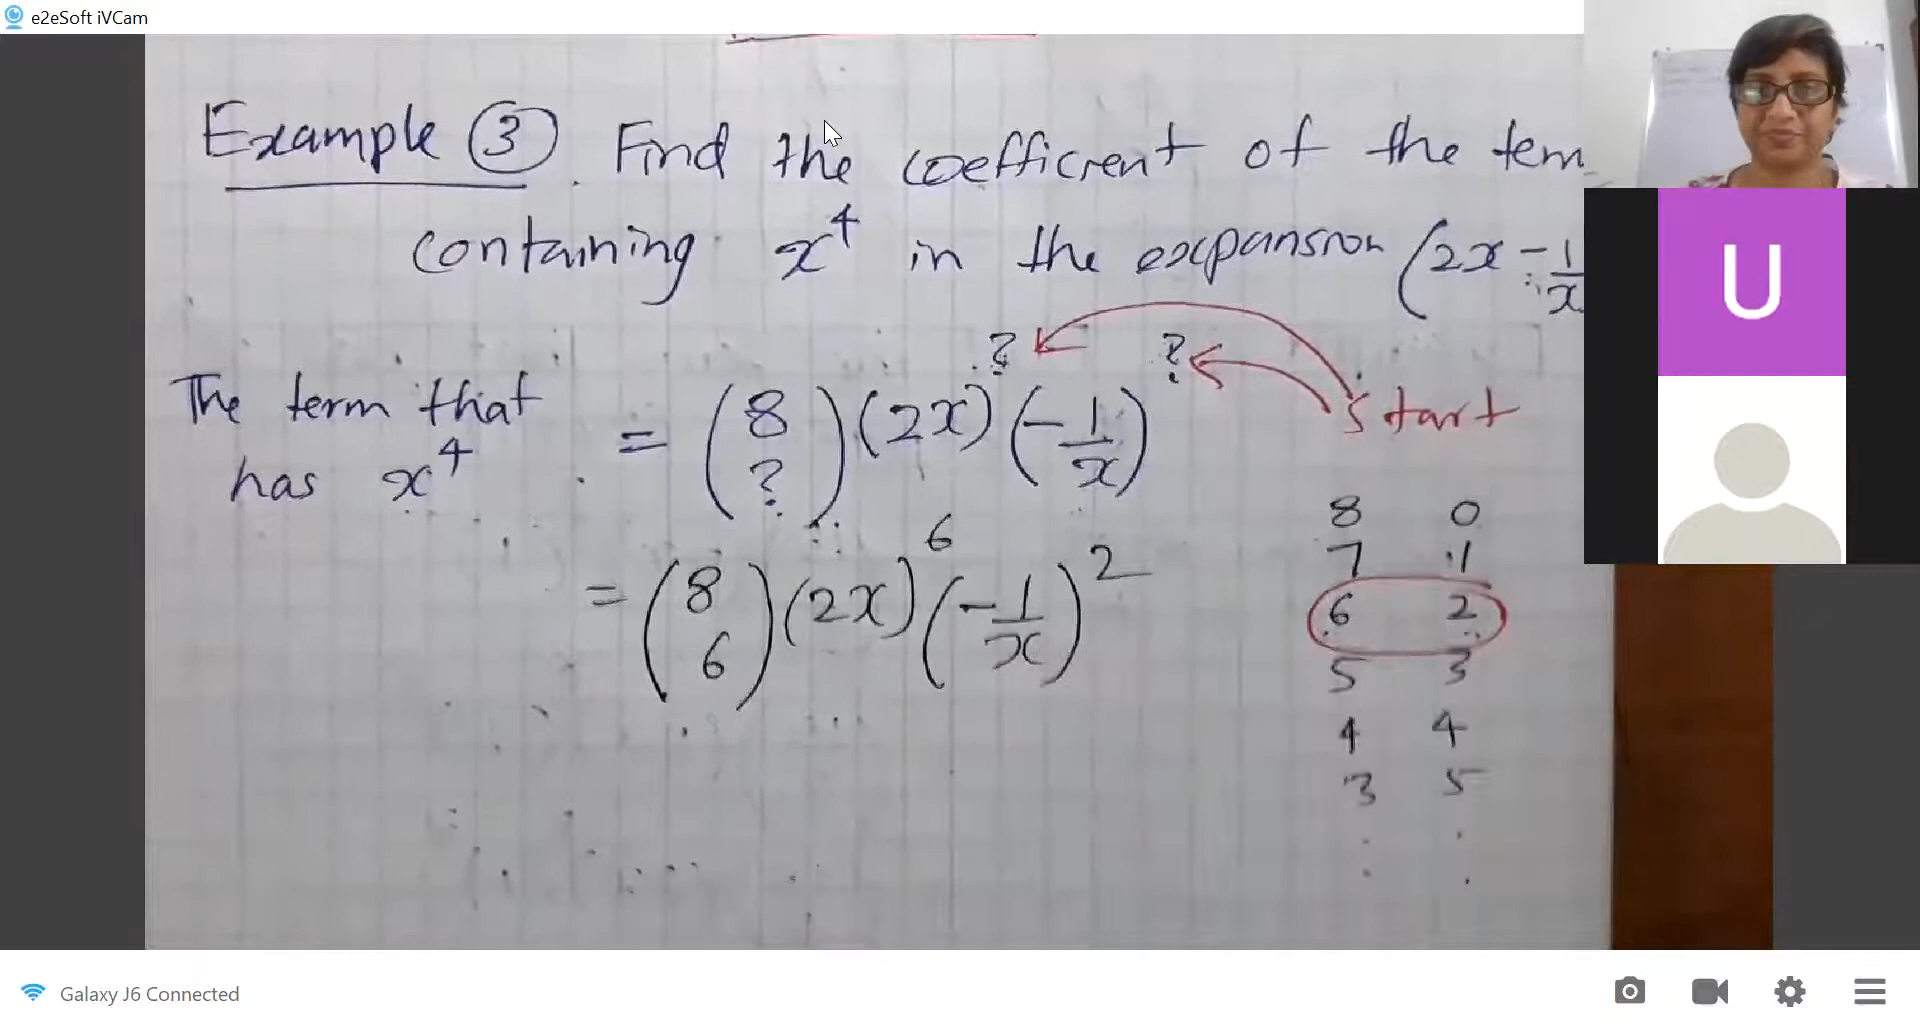 e2eSoft iVCam
Example ③. Find the coefficient of the term
containing x⁴ in the expansion (2x - 1/x
The term that has x⁴ = (8 ?) (2x)^? (-1/x)^?
start
= (8 6) (2x)⁶ (-1/x)²
8 0
7 1
6 2
5 3
4 4
3 5
: :
U
Galaxy J6 Connected